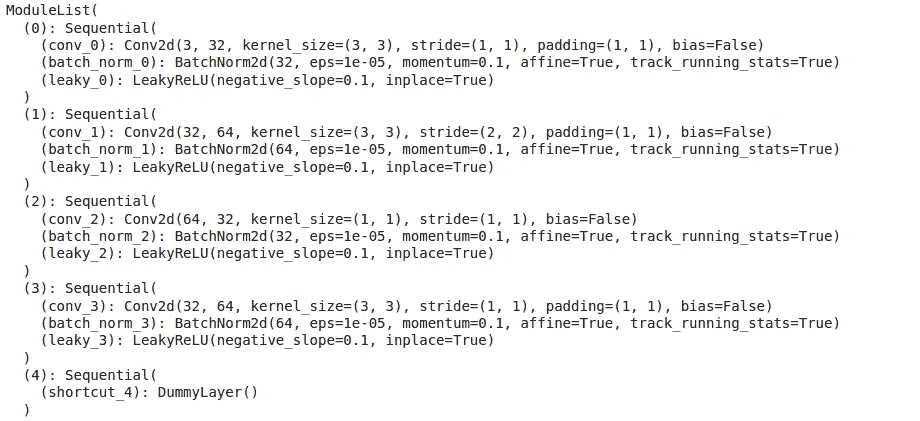 ModuleList(
  (0): Sequential(
    (conv_0): Conv2d(3, 32, kernel_size=(3, 3), stride=(1, 1), padding=(1, 1), bias=False)
    (batch_norm_0): BatchNorm2d(32, eps=1e-05, momentum=0.1, affine=True, track_running_stats=True)
    (leaky_0): LeakyReLU(negative_slope=0.1, inplace=True)
  )
  (1): Sequential(
    (conv_1): Conv2d(32, 64, kernel_size=(3, 3), stride=(2, 2), padding=(1, 1), bias=False)
    (batch_norm_1): BatchNorm2d(64, eps=1e-05, momentum=0.1, affine=True, track_running_stats=True)
    (leaky_1): LeakyReLU(negative_slope=0.1, inplace=True)
  )
  (2): Sequential(
    (conv_2): Conv2d(64, 32, kernel_size=(1, 1), stride=(1, 1), bias=False)
    (batch_norm_2): BatchNorm2d(32, eps=1e-05, momentum=0.1, affine=True, track_running_stats=True)
    (leaky_2): LeakyReLU(negative_slope=0.1, inplace=True)
  )
  (3): Sequential(
    (conv_3): Conv2d(32, 64, kernel_size=(3, 3), stride=(1, 1), padding=(1, 1), bias=False)
    (batch_norm_3): BatchNorm2d(64, eps=1e-05, momentum=0.1, affine=True, track_running_stats=True)
    (leaky_3): LeakyReLU(negative_slope=0.1, inplace=True)
  )
  (4): Sequential(
    (shortcut_4): DummyLayer()
  )